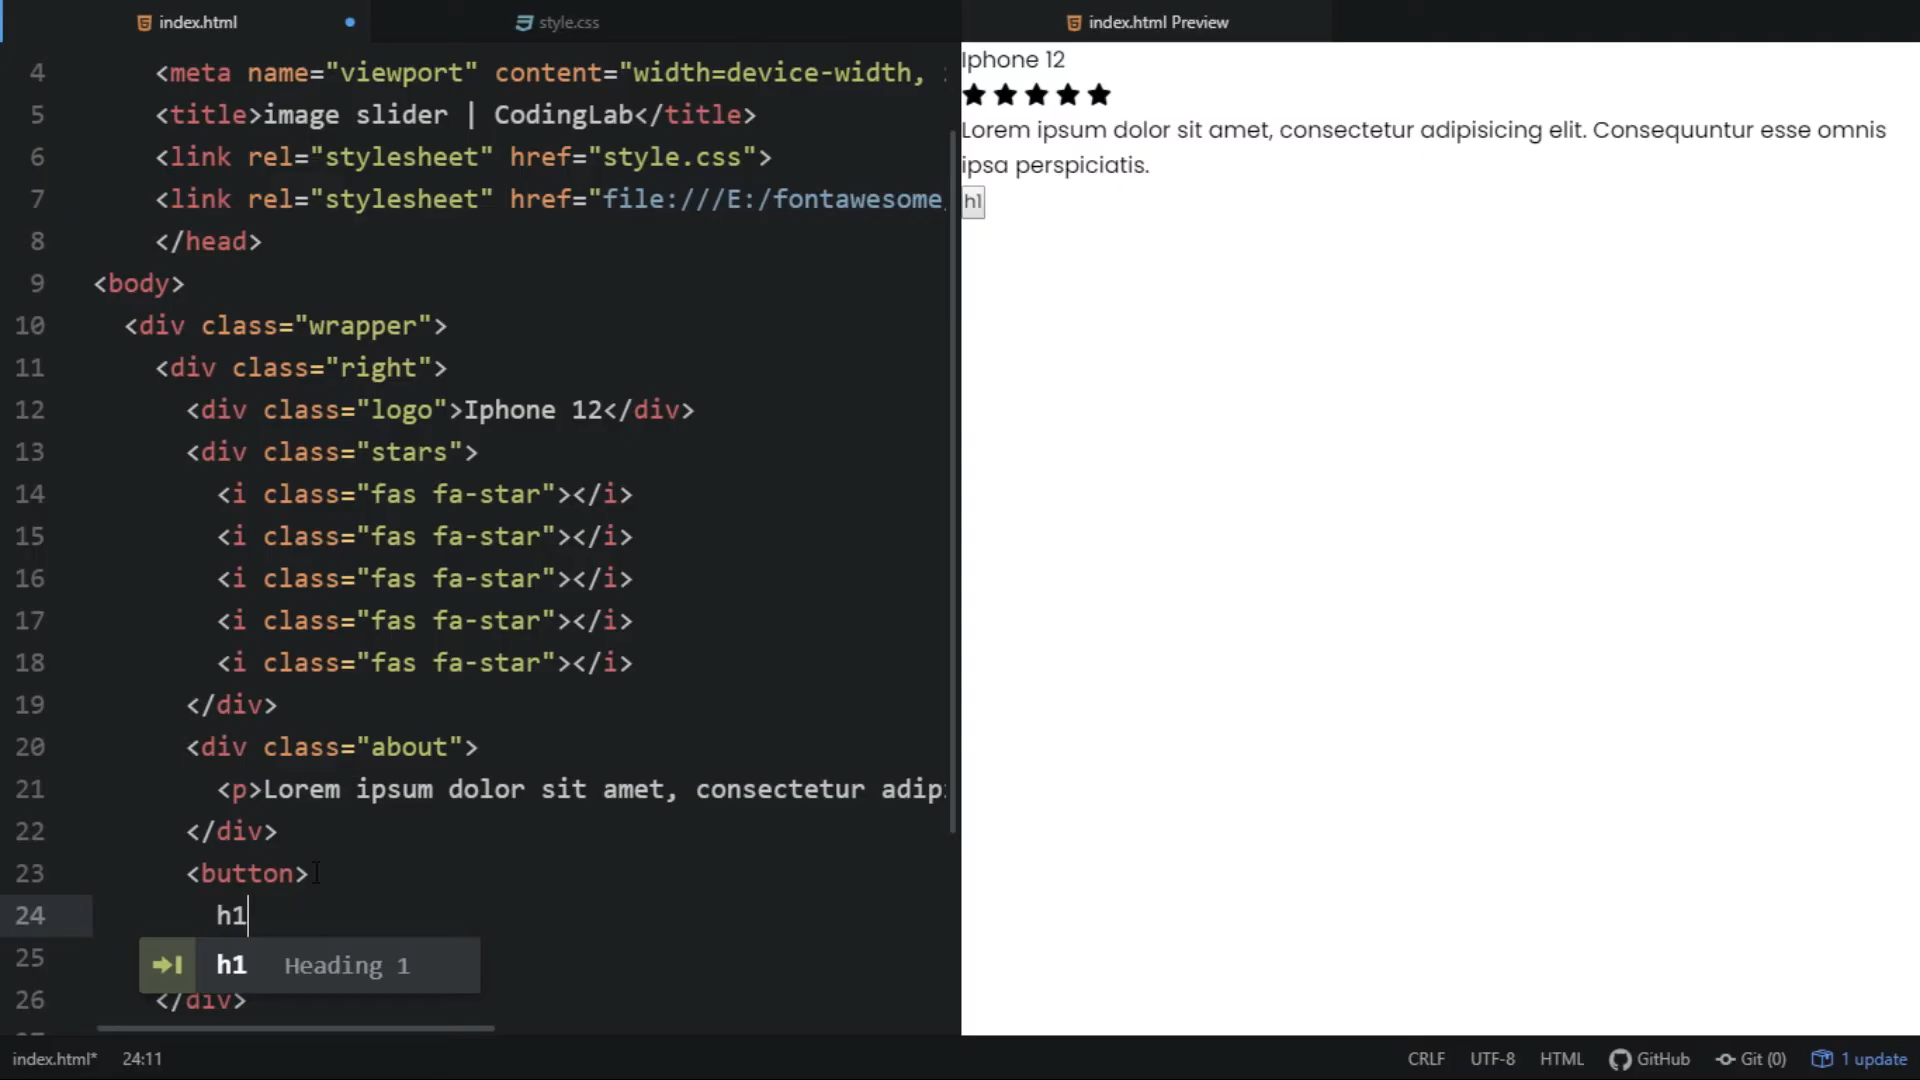 index.html
style.css
index.html Preview
4 <meta name="viewport" content="width=device-width,
5 <title>image slider | CodingLab</title>
6 <link rel="stylesheet" href="style.css">
7 <link rel="stylesheet" href="file:///E:/fontawesome
8 </head>
9 <body>
10 <div class="wrapper">
11 <div class="right">
12 <div class="logo">Iphone 12</div>
13 <div class="stars">
14 <i class="fas fa-star"></i>
15 <i class="fas fa-star"></i>
16 <i class="fas fa-star"></i>
17 <i class="fas fa-star"></i>
18 <i class="fas fa-star"></i>
19 </div>
20 <div class="about">
21 <p>Lorem ipsum dolor sit amet, consectetur adip
22 </div>
23 <button>
24 h1
25
h1 Heading 1
26 </div>
Iphone 12
Lorem ipsum dolor sit amet, consectetur adipisicing elit. Consequuntur esse omnis
ipsa perspiciatis.
h1
index.html* 24:11
CRLF UTF-8 HTML GitHub Git (0) 1 update